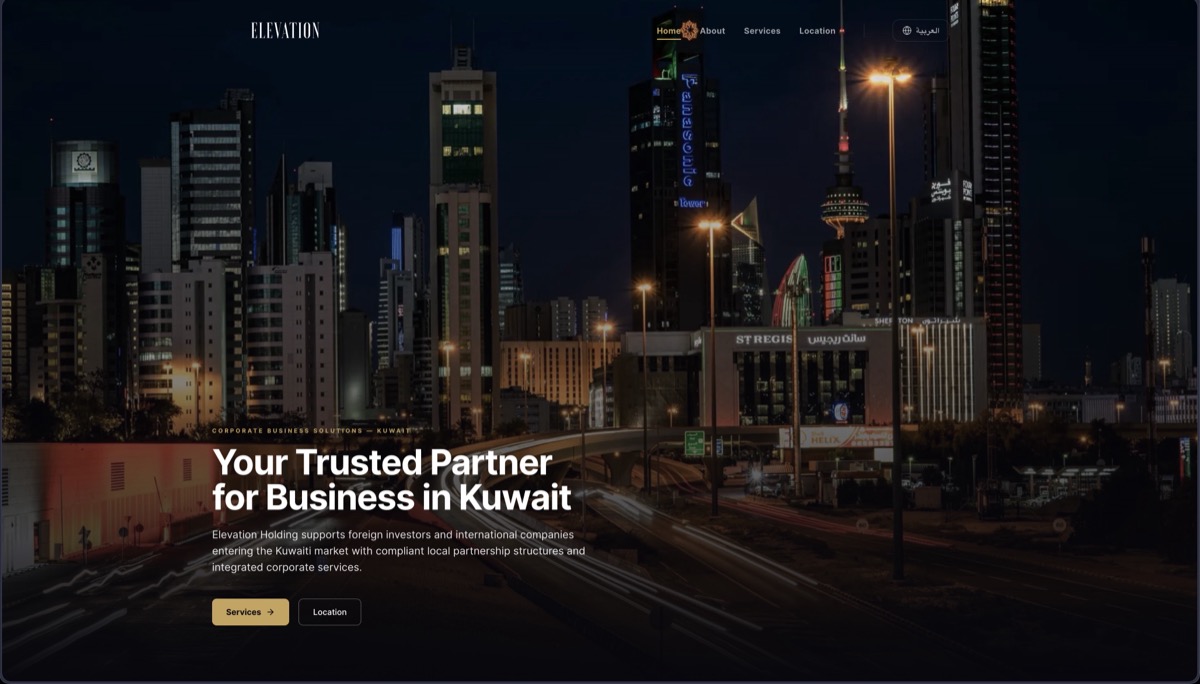 ELEVATION
Home
About
Services
Location
العربية
Panasonic
Tower
ST REGIS سانت ريجيس
SHERATON شيراتون
CORPORATE BUSINESS SOLUTIONS — KUWAIT
Your Trusted Partner
for Business in Kuwait
Elevation Holding supports foreign investors and international companies
entering the Kuwaiti market with compliant local partnership structures and
integrated corporate services.
Services →
Location